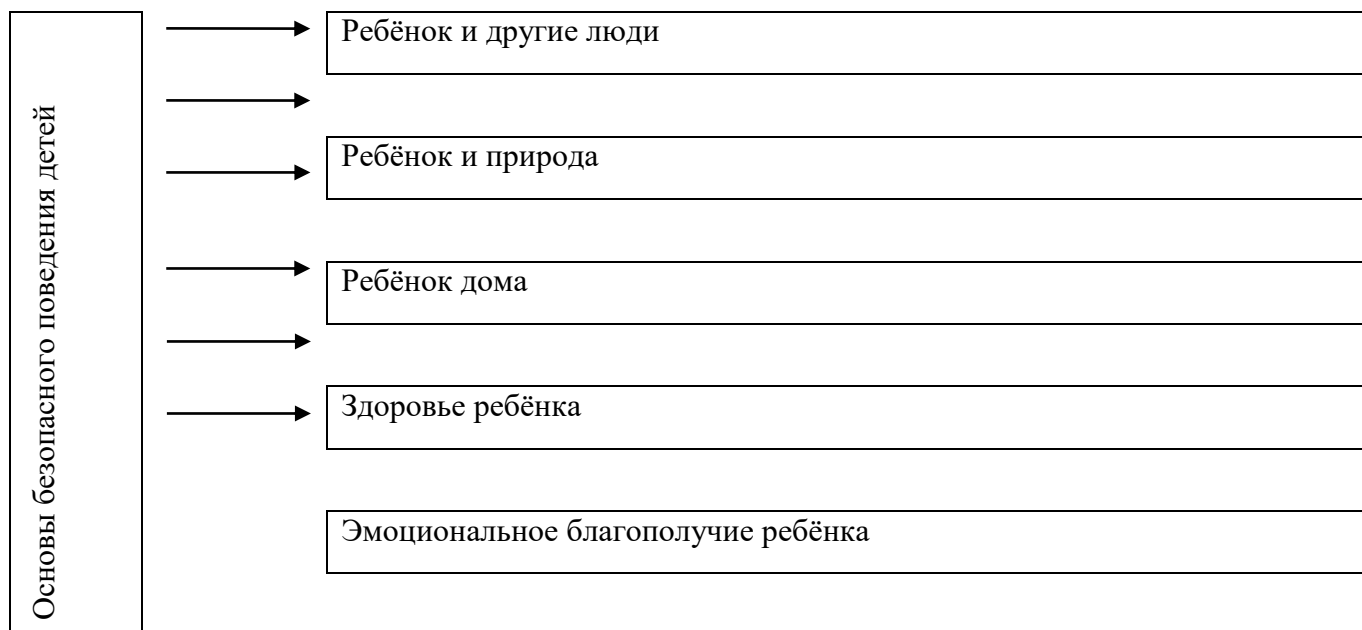 Основы безопасного поведения детей
Ребёнок и другие люди
Ребёнок и природа
Ребёнок дома
Здоровье ребёнка
Эмоциональное благополучие ребёнка